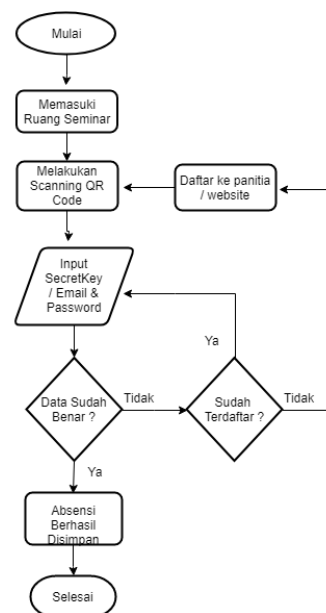 Mulai
Memasuki
Ruang Seminar
Melakukan
Scanning QR
Code
Daftar ke panitia
/ website
Input
SecretKey
/ Email &
Password
Ya
Data Sudah
Benar ?
Tidak
Sudah
Terdaftar ?
Tidak
Ya
Absensi
Berhasil
Disimpan
Selesai